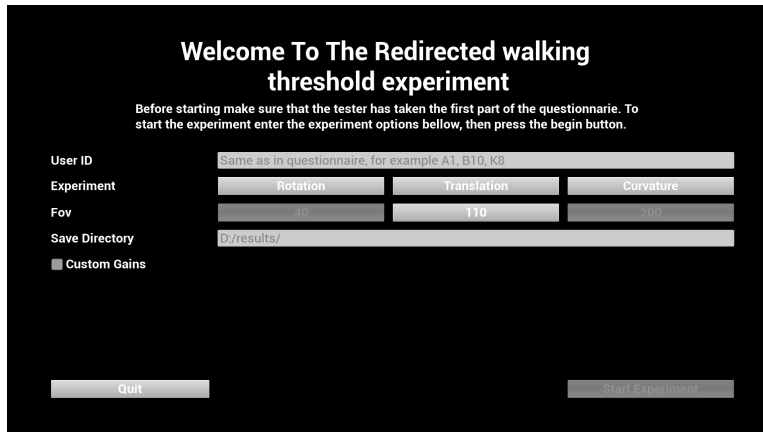 Welcome To The Redirected walking
threshold experiment
Before starting make sure that the tester has taken the first part of the questionnarie. To
start the experiment enter the experiment options bellow, then press the begin button.
User ID Same as in questionnaire, for example A1, B10, K8
Experiment Rotation Translation Curvature
Fov 40 110 200
Save Directory D:/results/
Custom Gains
Quit Start Experiment